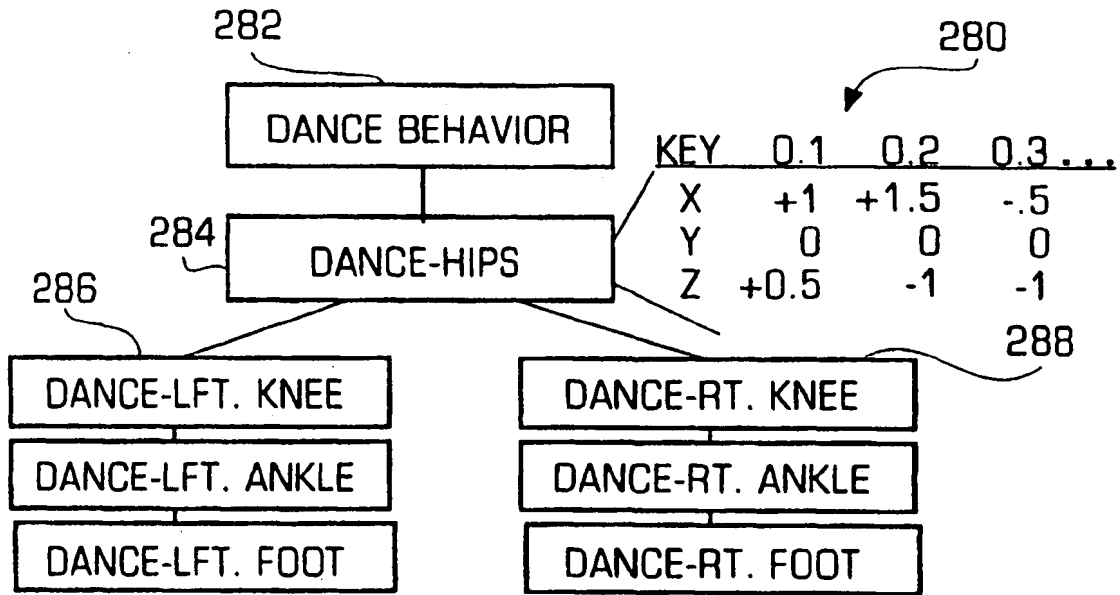 282
280
DANCE BEHAVIOR
KEY 0.1 0.2 0.3 ...
X +1 +1.5 -.5
284
Y 0 0 0
DANCE-HIPS
Z +0.5 -1 -1
286
288
DANCE-LFT. KNEE
DANCE-RT. KNEE
DANCE-LFT. ANKLE
DANCE-RT. ANKLE
DANCE-LFT. FOOT
DANCE-RT. FOOT